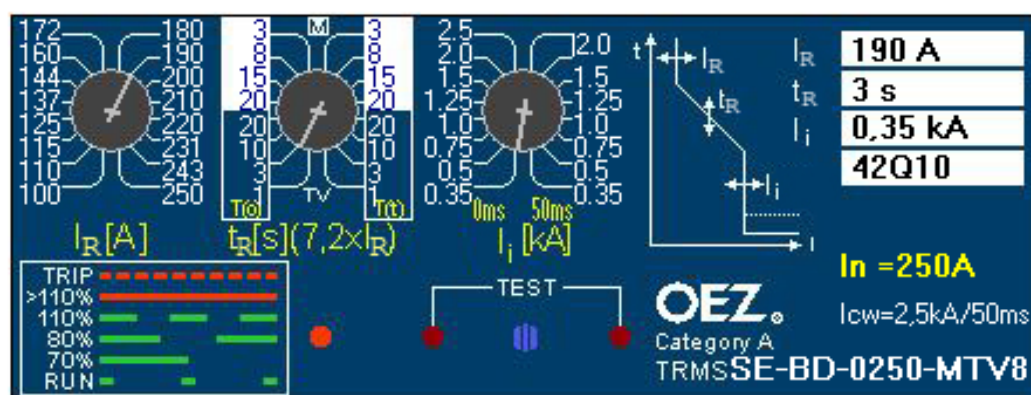 172 180
160 190
144 200
137 210
125 220
115 231
110 243
100 250
I_R[A]
M
3 3
8 8
15 15
20 20
20 20
10 10
3 3
1 1
TV
T(o) T(t)
t_R[s](7,2xI_R)
2.5 2.0
2.0 1.5
1.5 1.25
1.25 1.0
1.0 0.75
0.75 0.5
0.5 0.35
0.35
0ms 50ms
I_i [kA]
t
I_R
t_R
I_i
I
I_R 190 A
t_R 3 s
I_i 0,35 kA
42Q10
In =250A
Icw=2,5kA/50ms
TRIP
>110%
110%
80%
70%
RUN
TEST
OEZ.
Category A
TRMS SE-BD-0250-MTV8